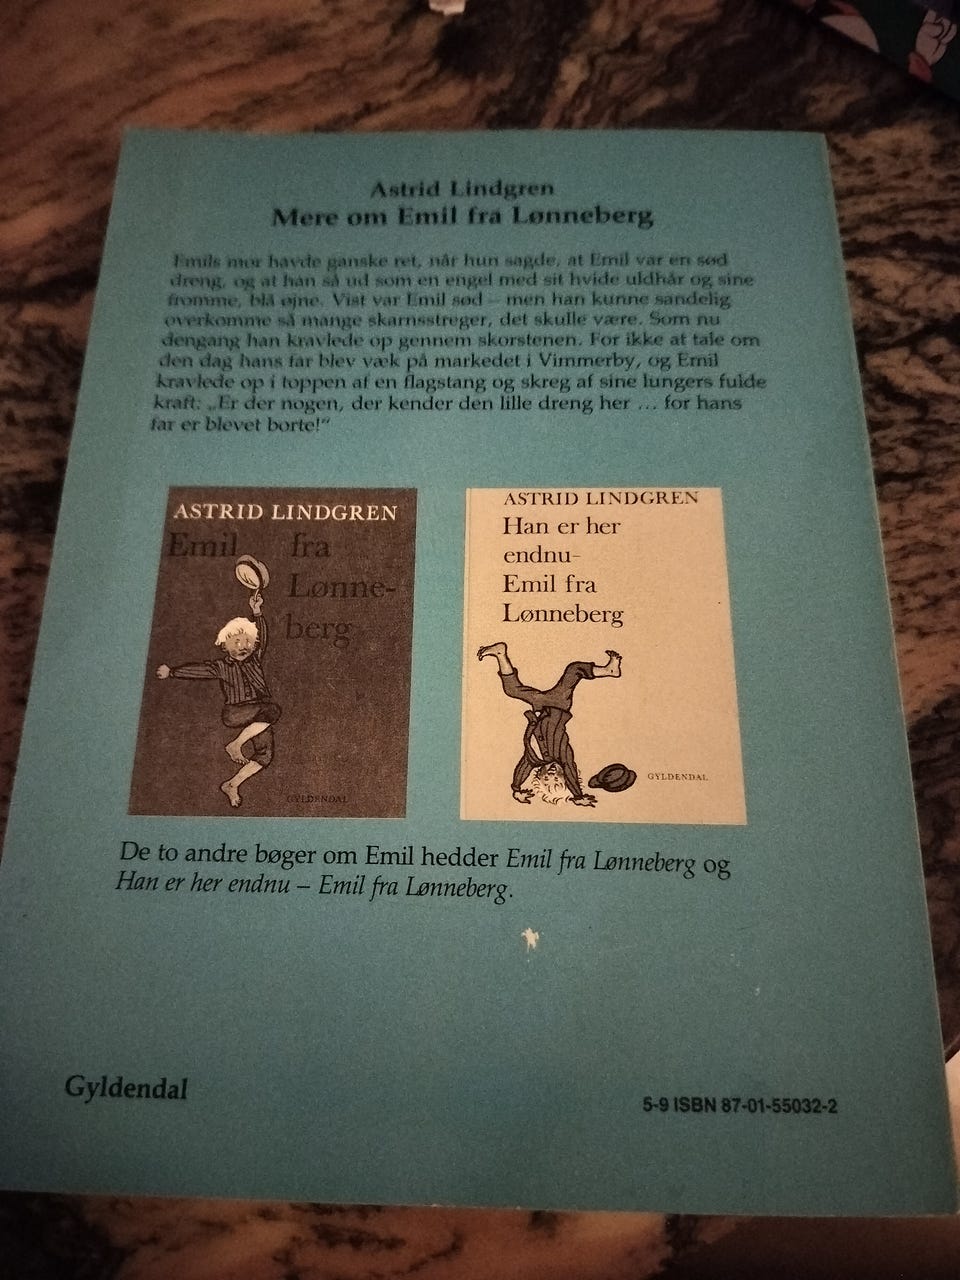 Astrid Lindgren
Mere om Emil fra Lønneberg
Emils mor havde ganske ret, når hun sagde, at Emil var en sød
dreng, og at han så ud som en engel med sit hvide uldhår og sine
fromme, blå øjne. Vist var Emil sød – men han kunne sandelig
overkomme så mange skarnsstreger, det skulle være. Som nu
dengang han kravlede op gennem skorstenen. For ikke at tale om
den dag hans far blev væk på markedet i Vimmerby, og Emil
kravlede op i toppen af en flagstang og skreg af sine lungers fulde
kraft: „Er der nogen, der kender den lille dreng her ... for hans
far er blevet borte!”
ASTRID LINDGREN
Emil fra
Lønne-
berg
GYLDENDAL
ASTRID LINDGREN
Han er her
endnu-
Emil fra
Lønneberg
GYLDENDAL
De to andre bøger om Emil hedder Emil fra Lønneberg og
Han er her endnu – Emil fra Lønneberg.
Gyldendal
5-9 ISBN 87-01-55032-2